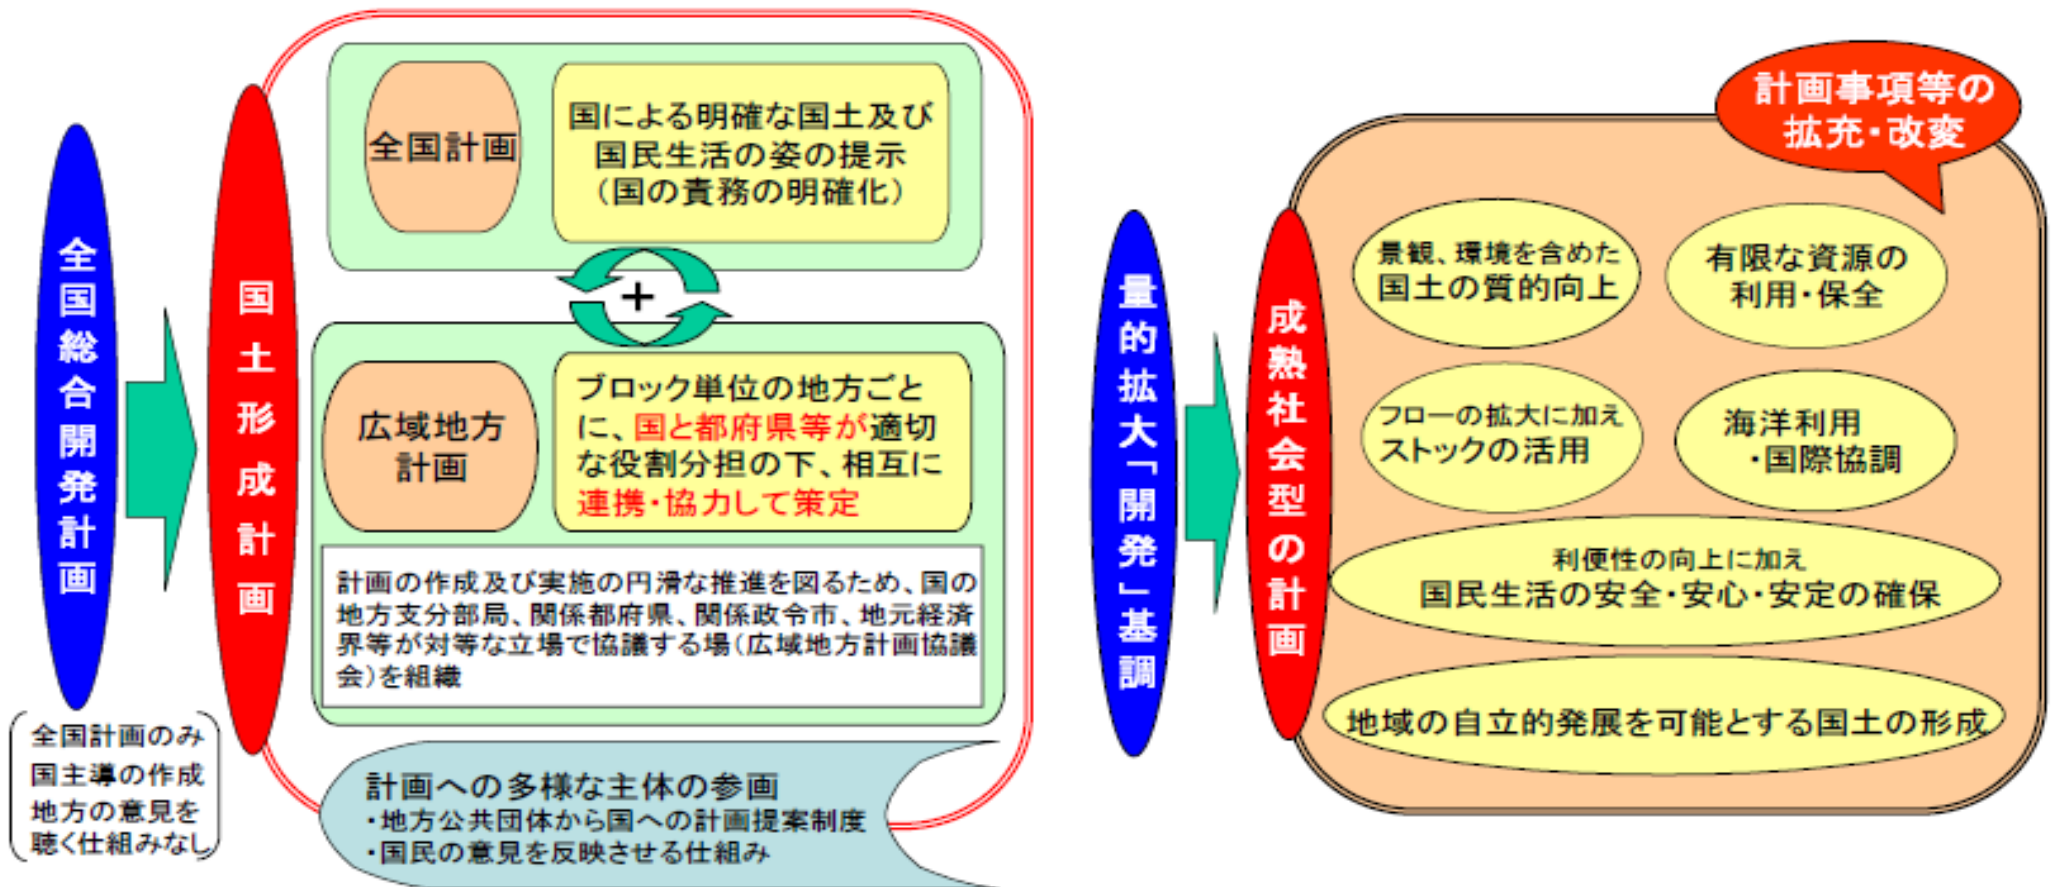 全国総合開発計画
全国計画のみ
国主導の作成
地方の意見を
聴く仕組みなし
国土形成計画
全国計画
国による明確な国土及び
国民生活の姿の提示
（国の責務の明確化）
+
広域地方
計画
ブロック単位の地方ごと
に、国と都府県等が適切
な役割分担の下、相互に
連携・協力して策定
計画の作成及び実施の円滑な推進を図るため、国の
地方支分部局、関係都府県、関係政令市、地元経済
界等が対等な立場で協議する場（広域地方計画協議
会）を組織
計画への多様な主体の参画
・地方公共団体から国への計画提案制度
・国民の意見を反映させる仕組み
量的拡大「開発」基調
成熟社会型の計画
計画事項等の
拡充・改変
景観、環境を含めた
国土の質的向上
有限な資源の
利用・保全
フローの拡大に加え
ストックの活用
海洋利用
・国際協調
利便性の向上に加え
国民生活の安全・安心・安定の確保
地域の自立的発展を可能とする国土の形成